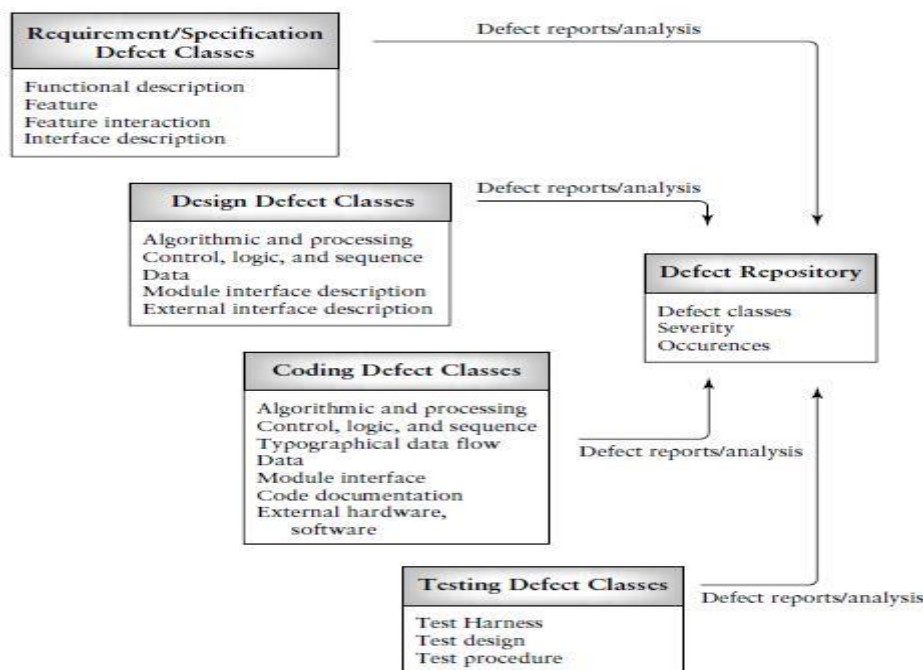 Requirement/Specification
Defect Classes
Functional description
Feature
Feature interaction
Interface description
Defect reports/analysis
Design Defect Classes
Algorithmic and processing
Control, logic, and sequence
Data
Module interface description
External interface description
Defect reports/analysis
Defect Repository
Defect classes
Severity
Occurences
Coding Defect Classes
Algorithmic and processing
Control, logic, and sequence
Typographical data flow
Data
Module interface
Code documentation
External hardware,
software
Defect reports/analysis
Testing Defect Classes
Test Harness
Test design
Test procedure
Defect reports/analysis